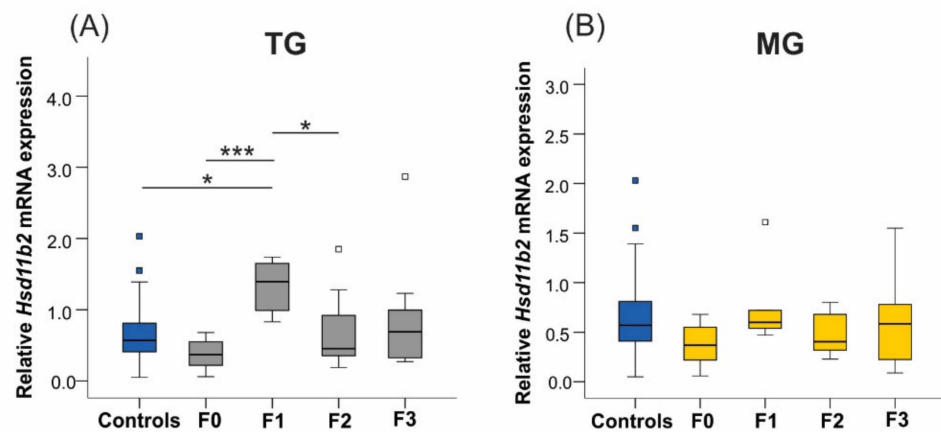 (A)
TG
Relative Hsd11b2 mRNA expression
4.0
3.0
2.0
1.0
0.0
*
***
*
Controls
F0
F1
F2
F3
(B)
MG
Relative Hsd11b2 mRNA expression
3.0
2.5
2.0
1.5
1.0
0.5
0.0
Controls
F0
F1
F2
F3